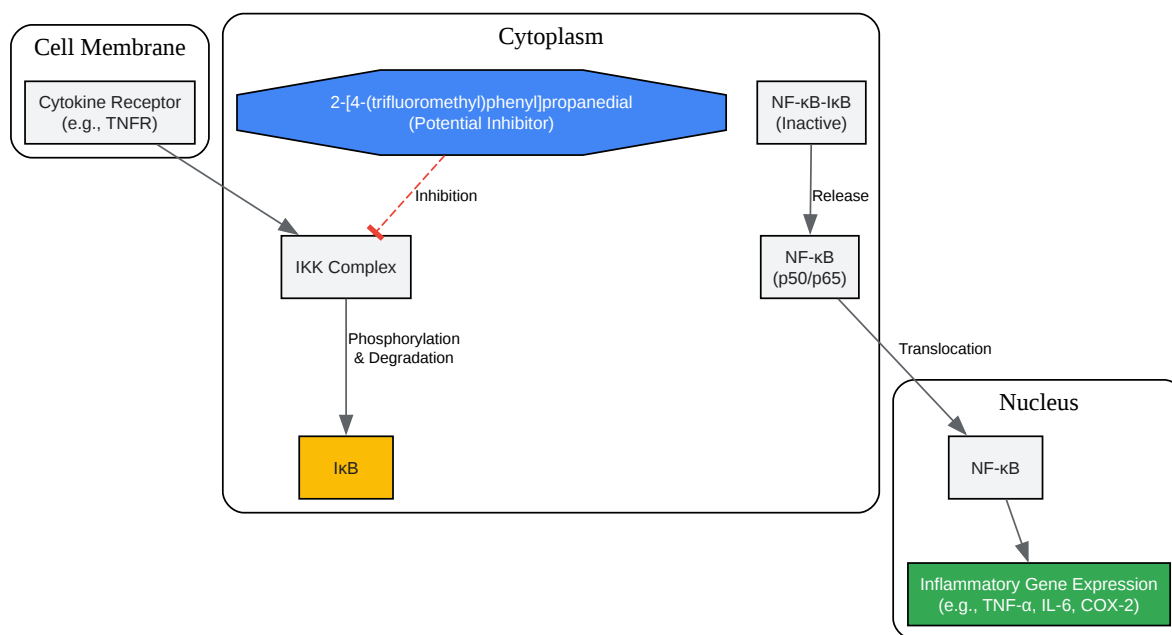 Cell Membrane
Cytokine Receptor
(e.g., TNFR)
Cytoplasm
2-[4-(trifluoromethyl)phenyl]propanedial
(Potential Inhibitor)
NF-κB-IκB
(Inactive)
Inhibition
Release
IKK Complex
NF-κB
(p50/p65)
Phosphorylation
& Degradation
Translocation
IκB
Nucleus
NF-κB
Inflammatory Gene Expression
(e.g., TNF-α, IL-6, COX-2)